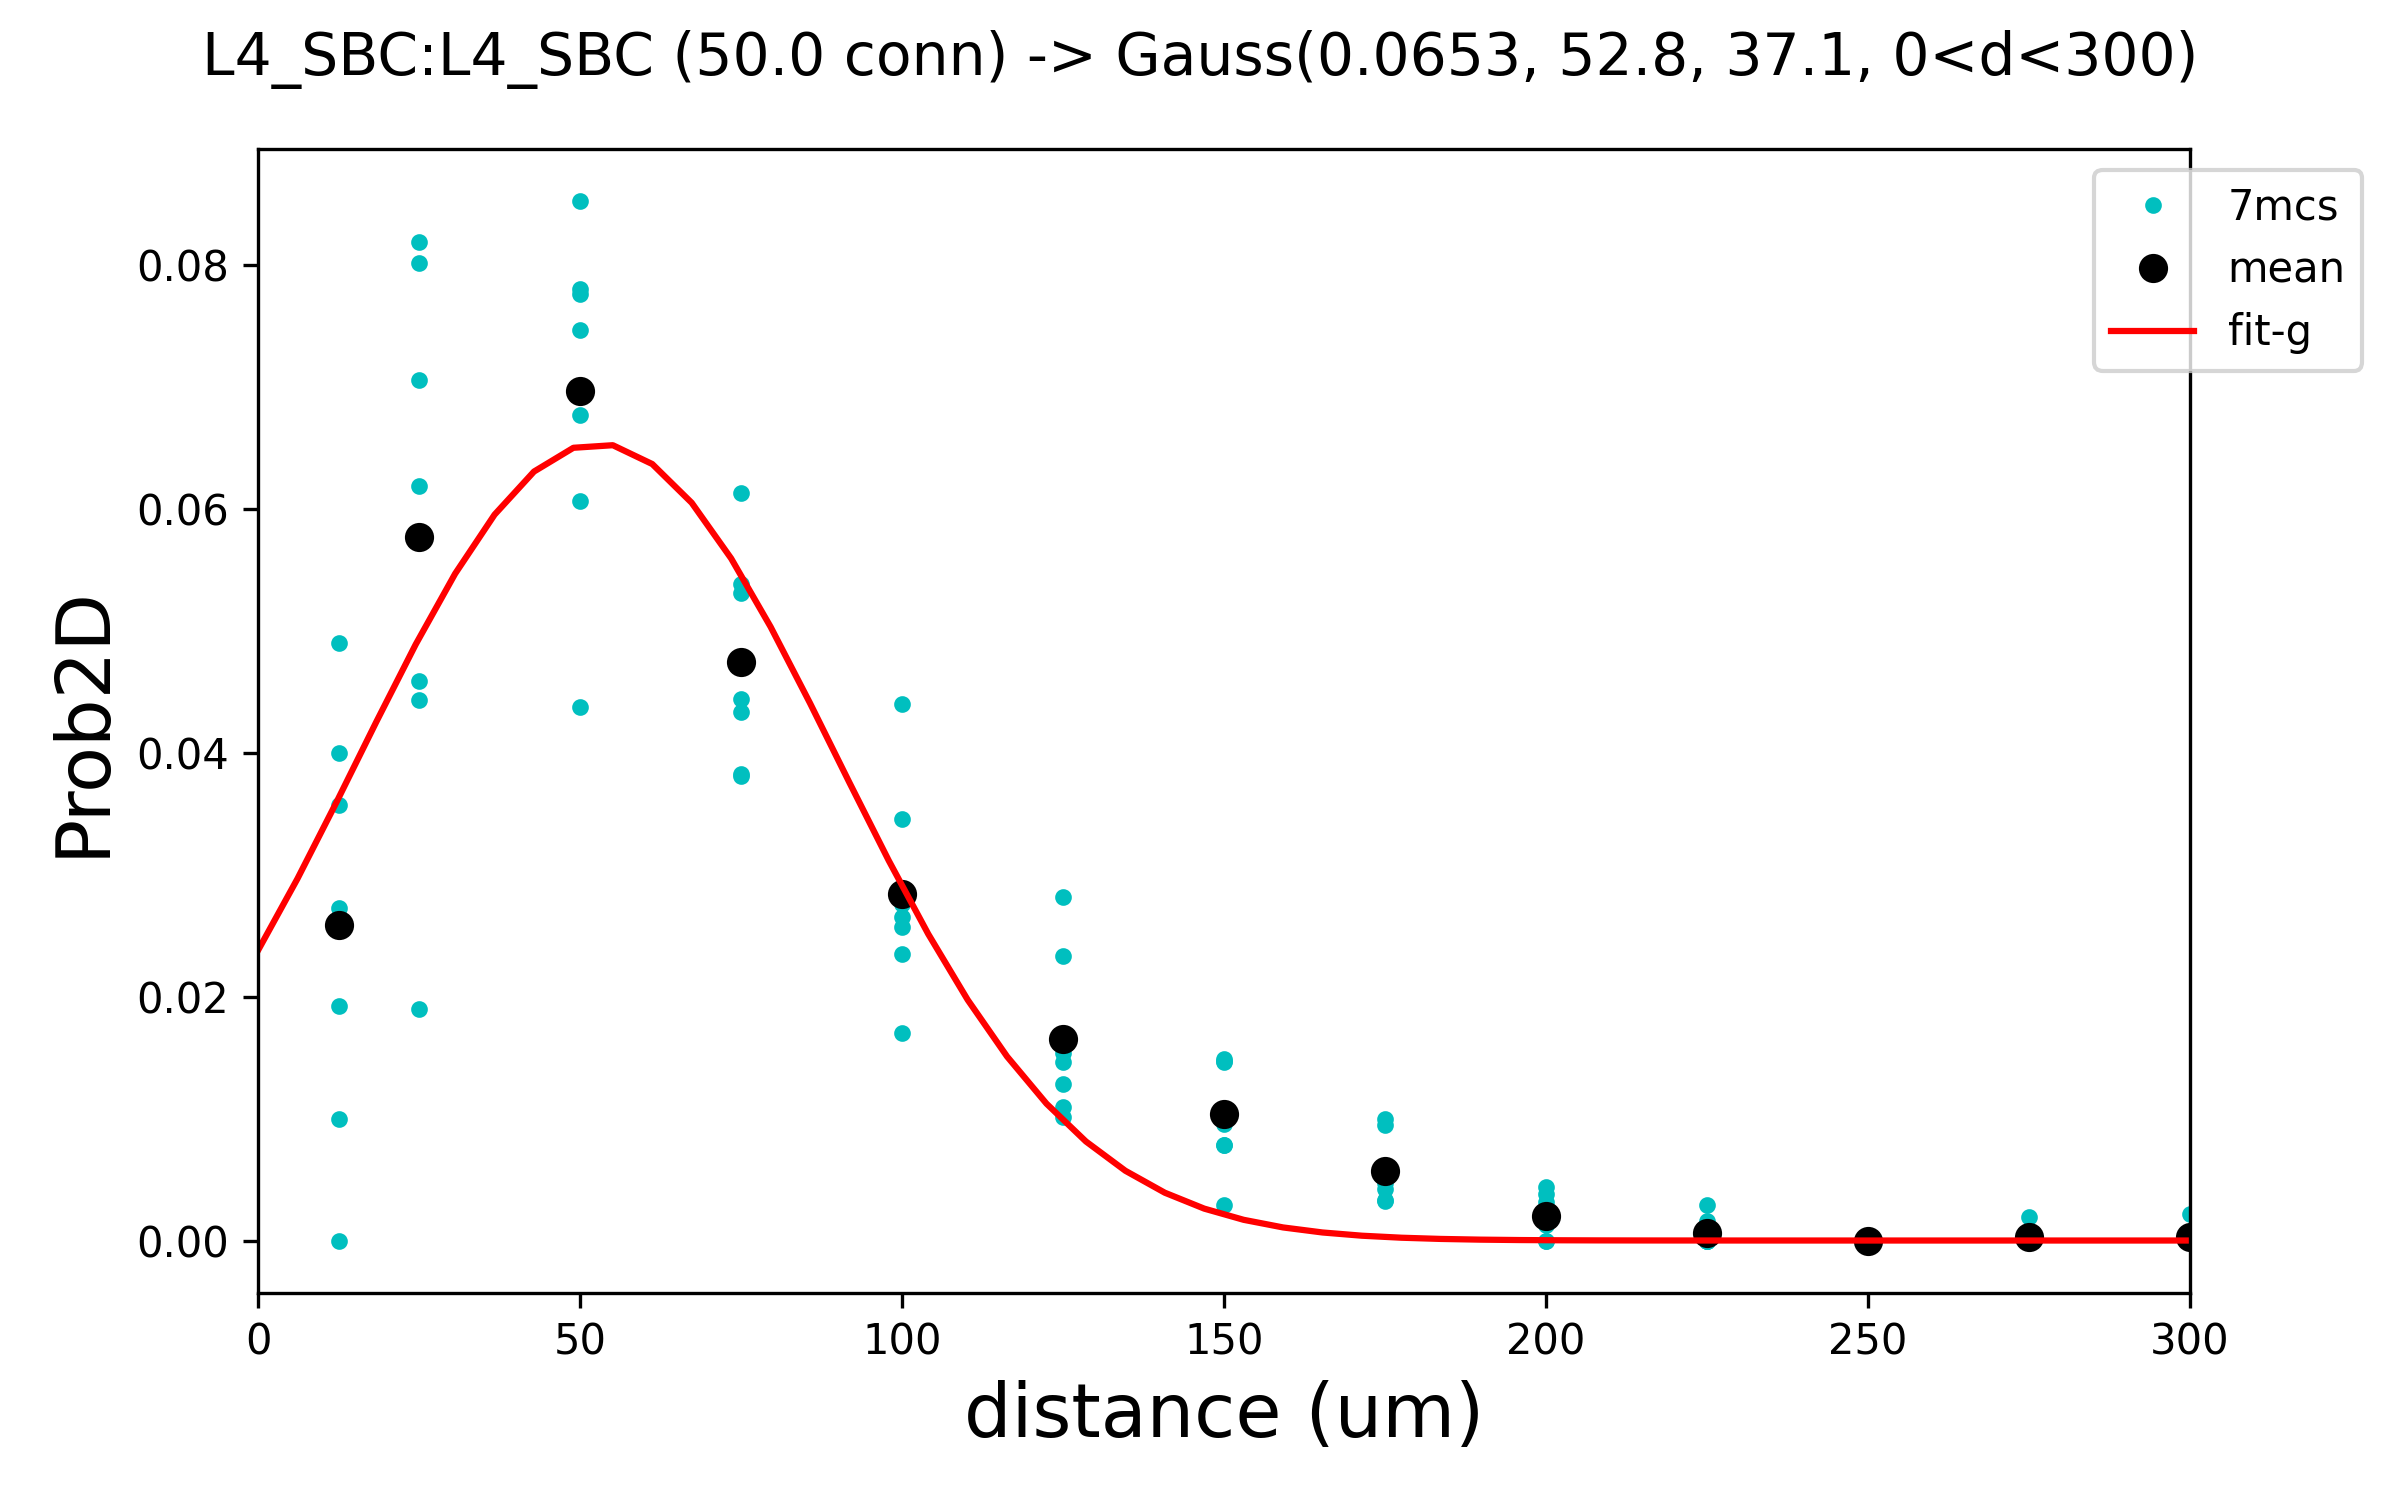 L4_SBC:L4_SBC (50.0 conn) -> Gauss(0.0653, 52.8, 37.1, 0<d<300)
7mcs
mean
fit-g
0.08
0.06
0.04
0.02
0.00
Prob2D
0 50 100 150 200 250 300
distance (um)